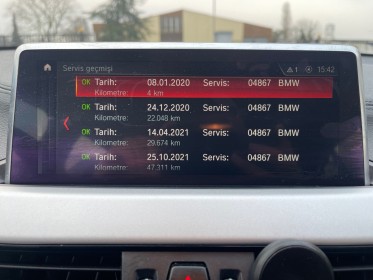 Servis geçmişi
1 15:42
OK Tarih: 08.01.2020 Servis: 04867 BMW
Kilometre: 4 km
OK Tarih: 24.12.2020 Servis: 04867 BMW
Kilometre: 22.048 km
OK Tarih: 14.04.2021 Servis: 04867 BMW
Kilometre: 29.674 km
OK Tarih: 25.10.2021 Servis: 04867 BMW
Kilometre: 47.311 km